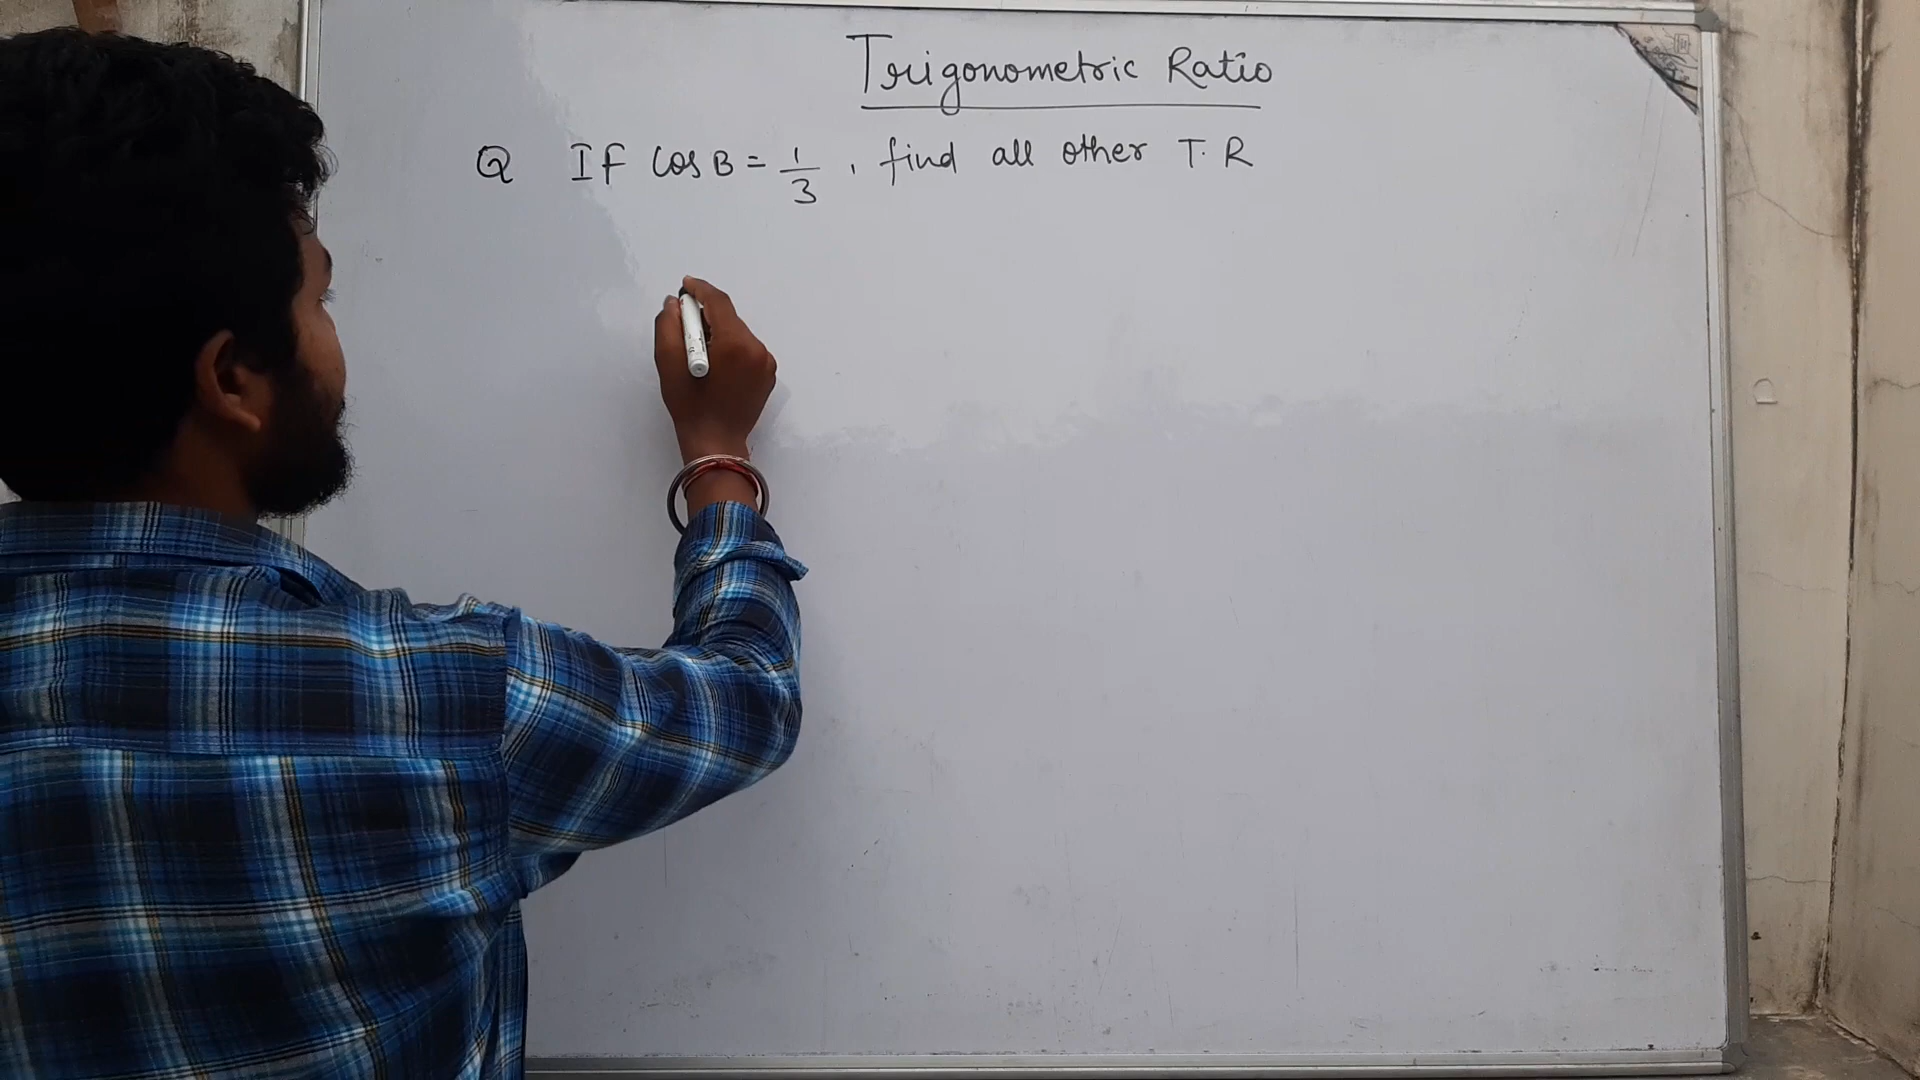 Trigonometric Ratio
Q If cos B = 1/3, find all other T.R